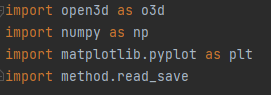 import open3d as o3d
import numpy as np
import matplotlib.pyplot as plt
import method.read_save